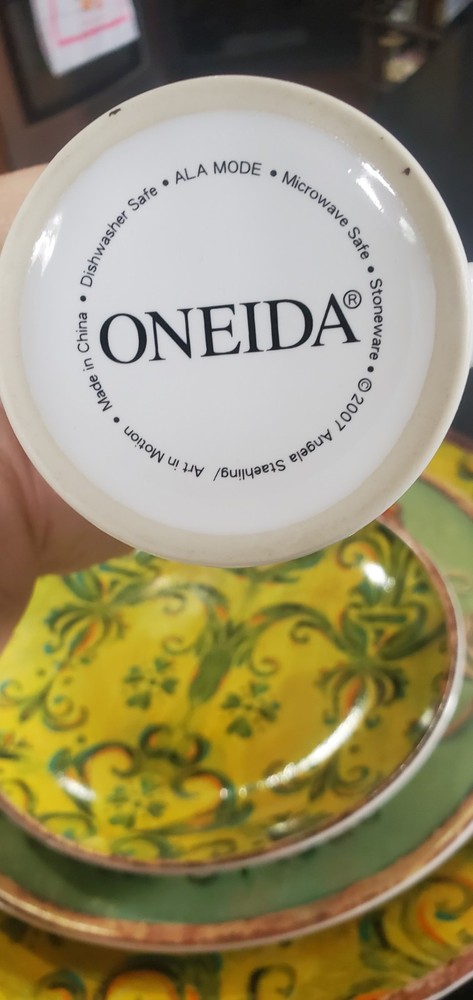 • ALA MODE • Microwave Safe • Stoneware • © 2007 Angela Staehling/ Art in Motion • Made in China • Dishwasher Safe
ONEIDA®